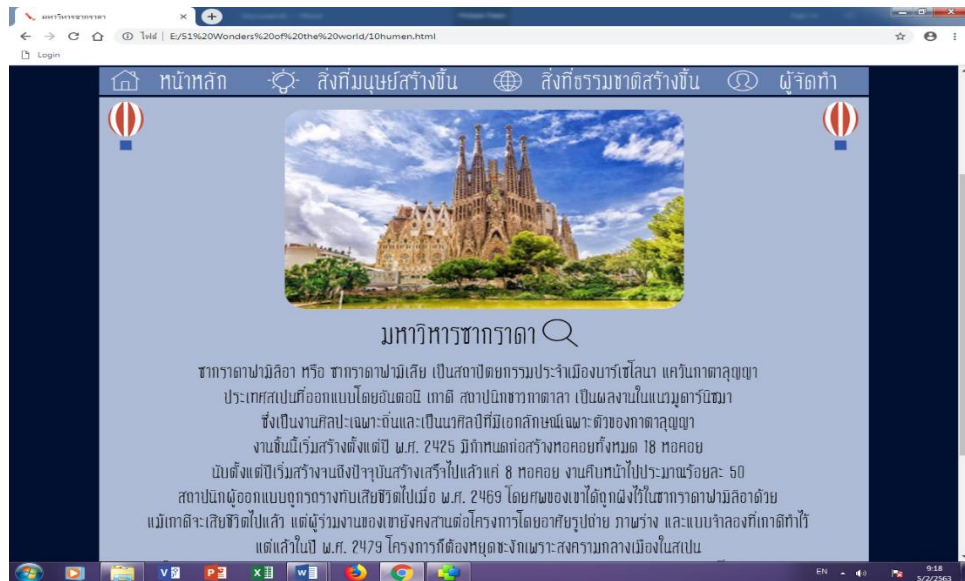 มหาวิหารซากราดา
ไฟล์ | E:/51%20Wonders%20of%20the%20world/10humen.html
Login
หน้าหลัก สิ่งที่มนุษย์สร้างขึ้น สิ่งที่ธรรมชาติสร้างขึ้น ผู้จัดทำ
มหาวิหารซากราดา
ซากราดาฟามิลิอา หรือ ซากราดาฟามีเลีย เป็นสถาปัตยกรรมประจำเมืองบาร์เซโลนา แคว้นกาตาลุญญา
ประเทศสเปนที่ออกแบบโดยอันตอนี เกาดี สถาปนิกชาวกาตาลา เป็นผลงานในแนวมูดาร์นิซมา
ซึ่งเป็นงานศิลปะเฉพาะถิ่นและเป็นนวศิลป์ที่มีเอกลักษณ์เฉพาะตัวของกาตาลุญญา
งานชิ้นนี้เริ่มสร้างตั้งแต่ปี พ.ศ. 2425 มีกำหนดก่อสร้างหอคอยทั้งหมด 18 หอคอย
นับตั้งแต่ปีเริ่มสร้างจนถึงปัจจุบันสร้างเสร็จไปแล้วแค่ 8 หอคอย งานคืบหน้าไปประมาณร้อยละ 50
สถาปนิกผู้ออกแบบถูกรถรางทับเสียชีวิตไปเมื่อ พ.ศ. 2469 โดยศพของเขาได้ถูกฝังไว้ในซากราดาฟามิลิอาด้วย
แม้เกาดีจะเสียชีวิตไปแล้ว แต่ผู้ร่วมงานของเขายังคงสานต่อโครงการโดยอาศัยรูปถ่าย ภาพร่าง และแบบจำลองที่เกาดีทำไว้
แต่แล้วในปี พ.ศ. 2479 โครงการก็ต้องหยุดชะงักเพราะสงครามกลางเมืองในสเปน
EN
9:18
5/2/2563